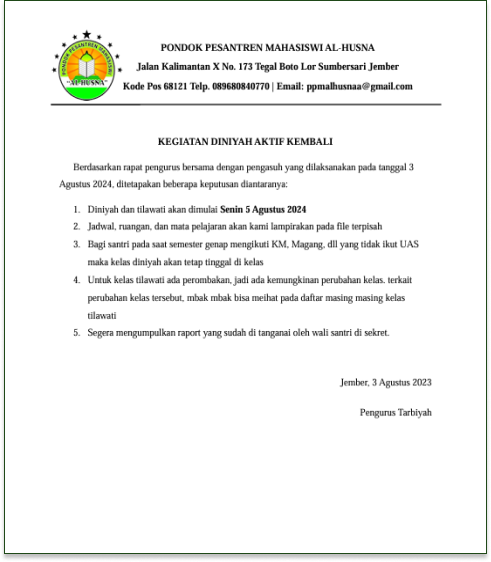 PONDOK PESANTREN MAHASISWI
"AL-HUSNA"
PONDOK PESANTREN MAHASISWI AL-HUSNA
Jalan Kalimantan X No. 173 Tegal Boto Lor Sumbersari Jember
Kode Pos 68121 Telp. 089680840770 | Email: ppmalhusnaa@gmail.com
KEGIATAN DINIYAH AKTIF KEMBALI
Berdasarkan rapat pengurus bersama dengan pengasuh yang dilaksanakan pada tanggal 3
Agustus 2024, ditetapakan beberapa keputusan diantaranya:
1. Diniyah dan tilawati akan dimulai Senin 5 Agustus 2024
2. Jadwal, ruangan, dan mata pelajaran akan kami lampirakan pada file terpisah
3. Bagi santri pada saat semester genap mengikuti KM, Magang, dll yang tidak ikut UAS
maka kelas diniyah akan tetap tinggal di kelas
4. Untuk kelas tilawati ada perombakan, jadi ada kemungkinan perubahan kelas. terkait
perubahan kelas tersebut, mbak mbak bisa meihat pada daftar masing masing kelas
tilawati
5. Segera mengumpulkan raport yang sudah di tanganai oleh wali santri di sekret.
Jember, 3 Agustus 2023
Pengurus Tarbiyah